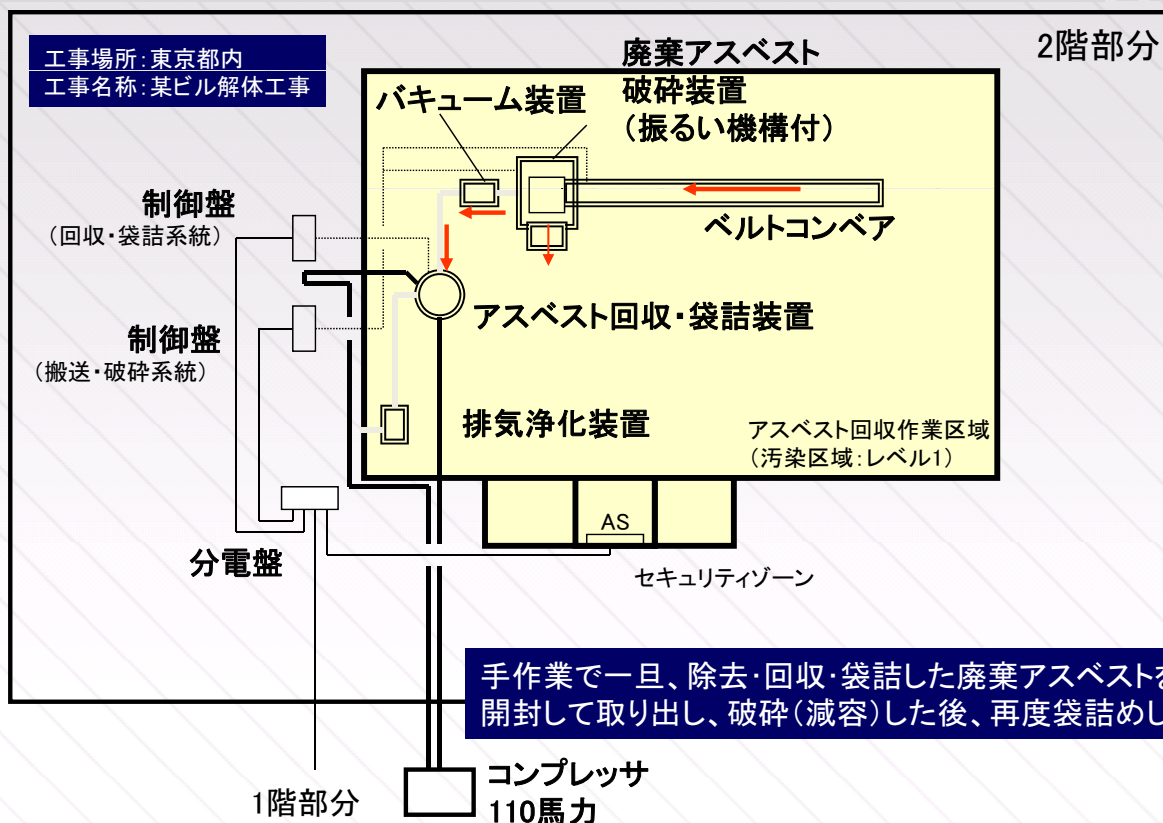 工事場所:東京都内
工事名称:某ビル解体工事
2階部分
廃棄アスベスト
破砕装置
(振るい機構付)
バキューム装置
制御盤
(回収・袋詰系統)
ベルトコンベア
アスベスト回収・袋詰装置
制御盤
(搬送・破砕系統)
排気浄化装置
アスベスト回収作業区域
(汚染区域:レベル1)
AS
分電盤
セキュリティゾーン
手作業で一旦、除去・回収・袋詰した廃棄アスベストを
開封して取り出し、破砕(減容)した後、再度袋詰めし
コンプレッサ
110馬力
1階部分